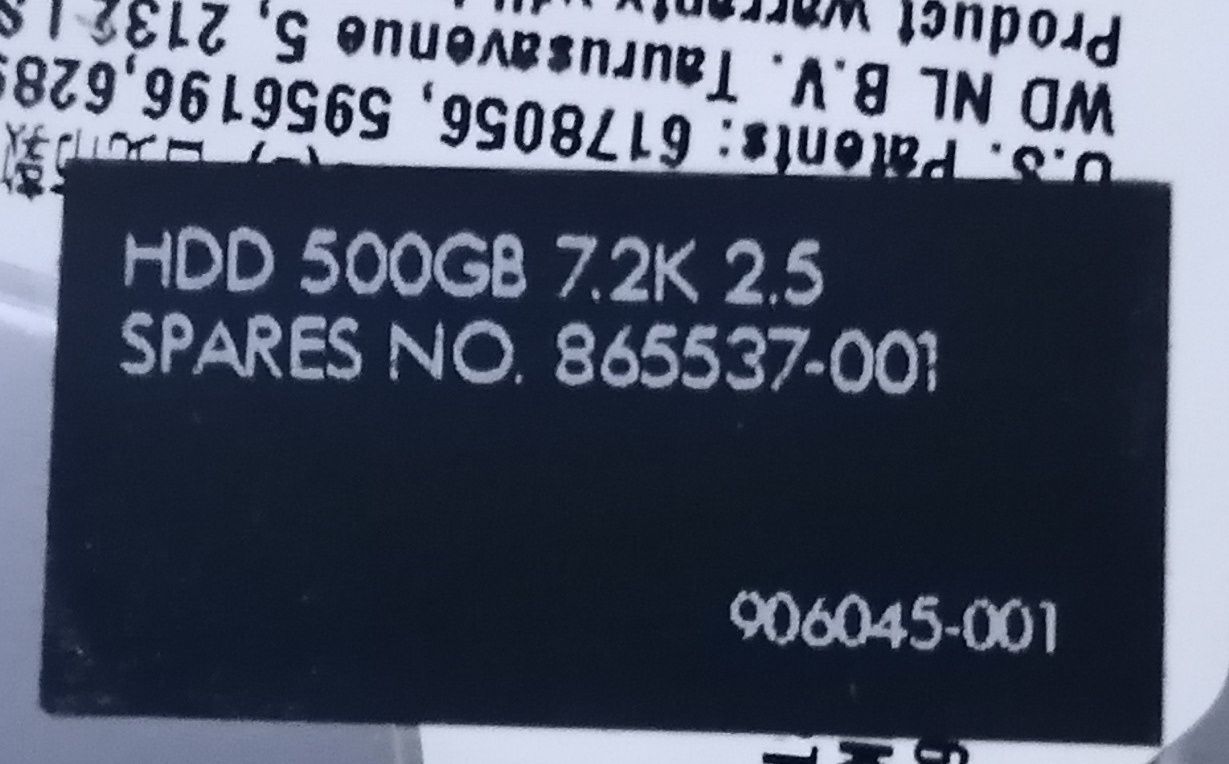 HDD 500GB 7.2K 2.5
SPARES NO. 865537-001
906045-001
U.S. Patents: 6178056, 5956196,6289
WD NL B.V. Taurusavenue 5, 2132
Product warranty